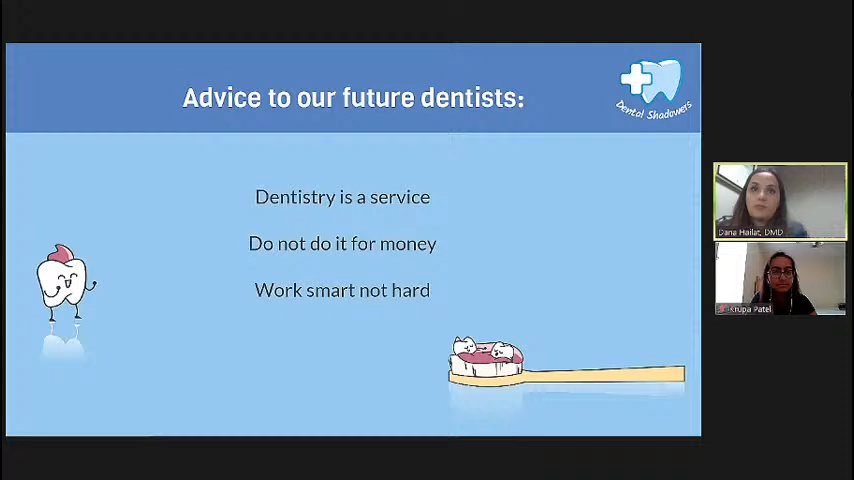 Advice to our future dentists:
Dental Shadowers
Dentistry is a service
Do not do it for money
Work smart not hard
Dana Hailat, DMD
Krupa Patel